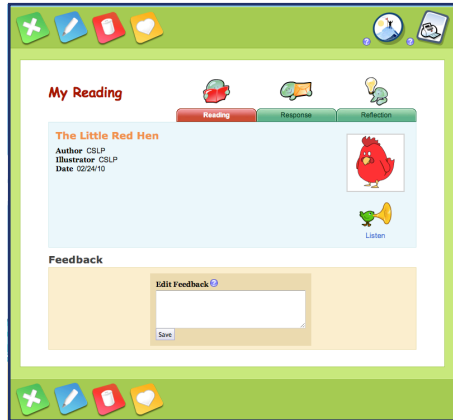 My Reading
Reading
Response
Reflection
The Little Red Hen
Author CSLP
Illustrator CSLP
Date 02/24/10
Listen
Feedback
Edit Feedback
Save